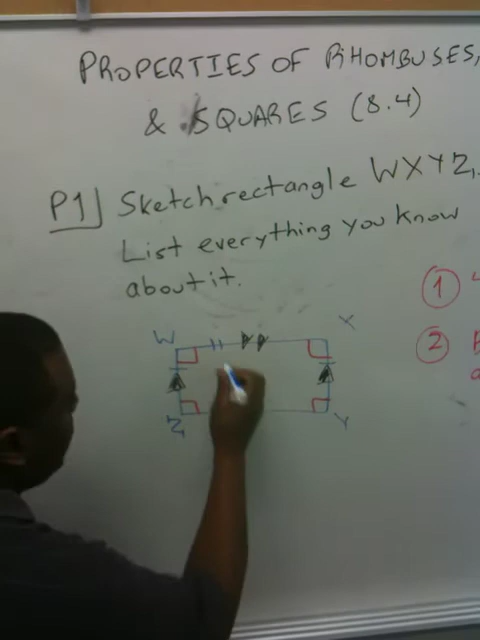 PROPERTIES OF RHOMBUSES,
& SQUARES (8.4)
P1] Sketch rectangle WXYZ.
List everything you know
about it.
1
2
W X
Z Y